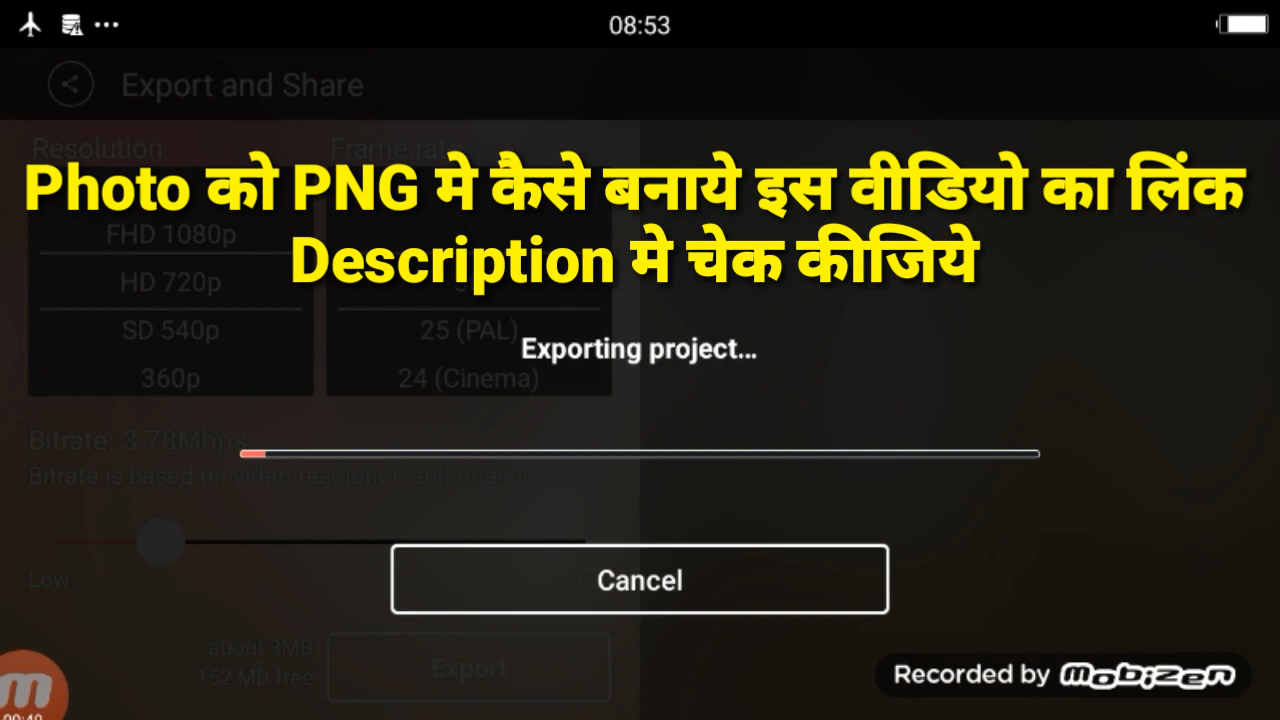 08:53
Export and Share
Resolution
Photo को PNG मे कैसे बनाये इस वीडियो का लिंक
Description मे चेक कीजिये
FHD 1080p
HD 720p
SD 540p
25 (PAL)
360p
24 (Cinema)
Exporting project...
Bitrate: 3.78Mbps
Bitrate is based on video resolution and quality
Low
Cancel
about 3MB
152 MB free
Export
Recorded by mobizen
00:49